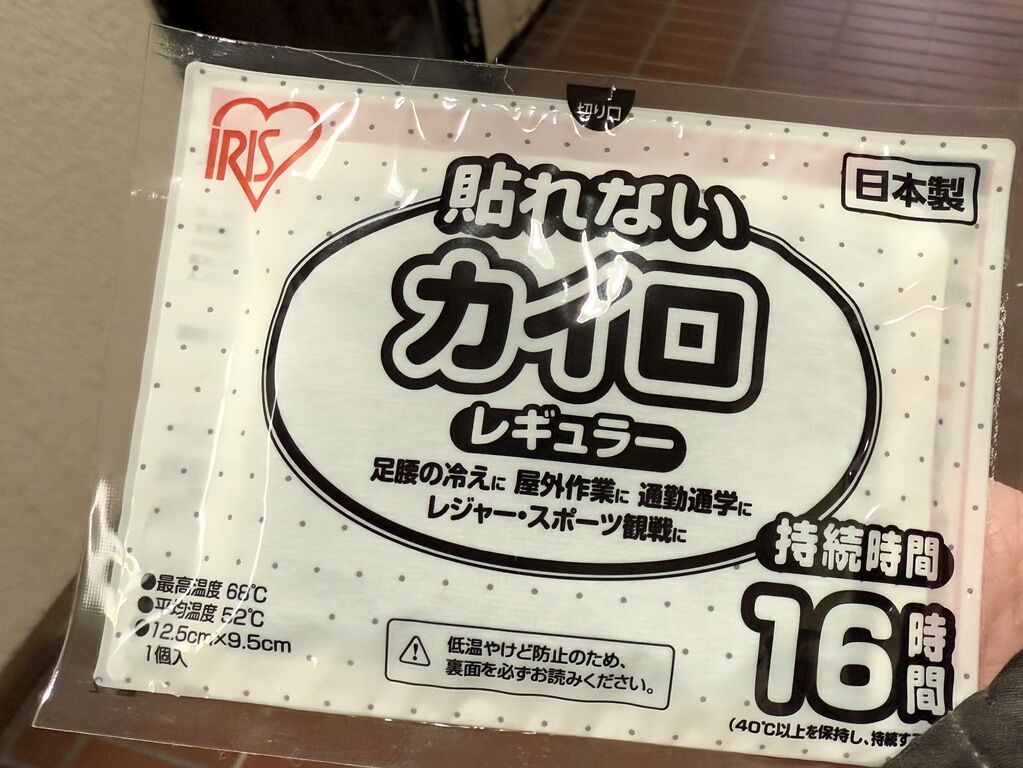 切り口
IRIS
日本製
貼れない
カイロ
レギュラー
足腰の冷えに 屋外作業に 通勤通学に
レジャー・スポーツ観戦に
持続時間
16時間
(40℃以上を保持し、持続す
●最高温度 68℃
●平均温度 52℃
●12.5cm×9.5cm
1個入
低温やけど防止のため、
裏面を必ずお読みください。